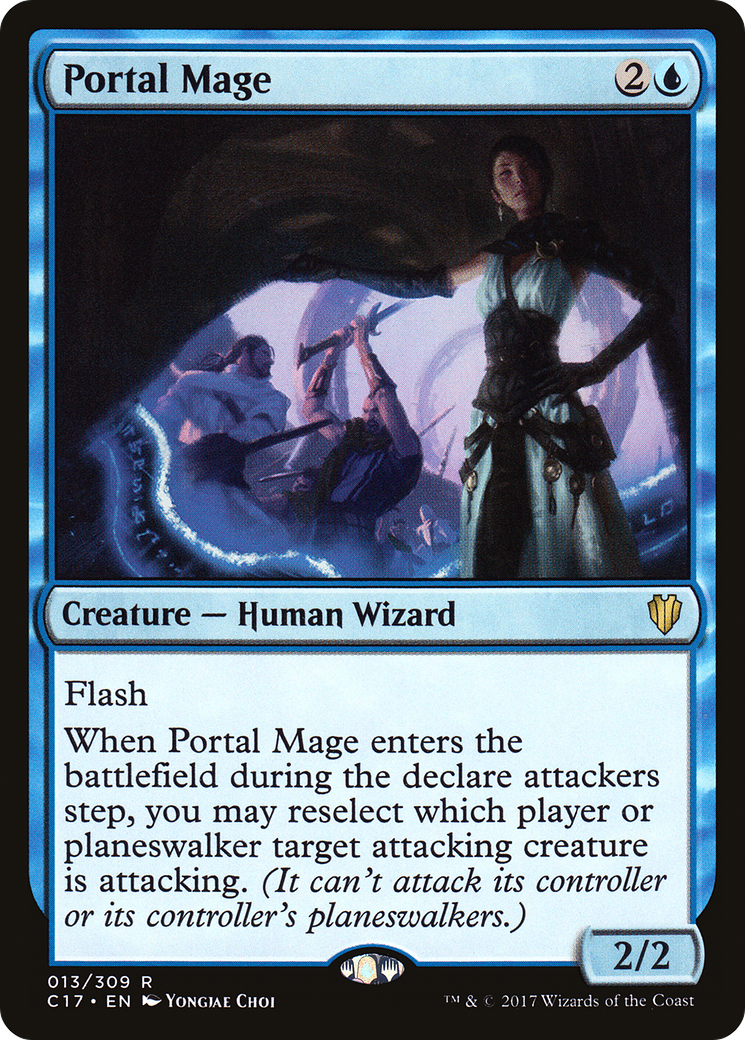 Portal Mage 2
Creature — Human Wizard
Flash
When Portal Mage enters the
battlefield during the declare attackers
step, you may reselect which player or
planeswalker target attacking creature
is attacking. (It can't attack its controller
or its controller's planeswalkers.)
2/2
013/309 R
C17 • EN Yongjae Choi
™ & © 2017 Wizards of the Coast